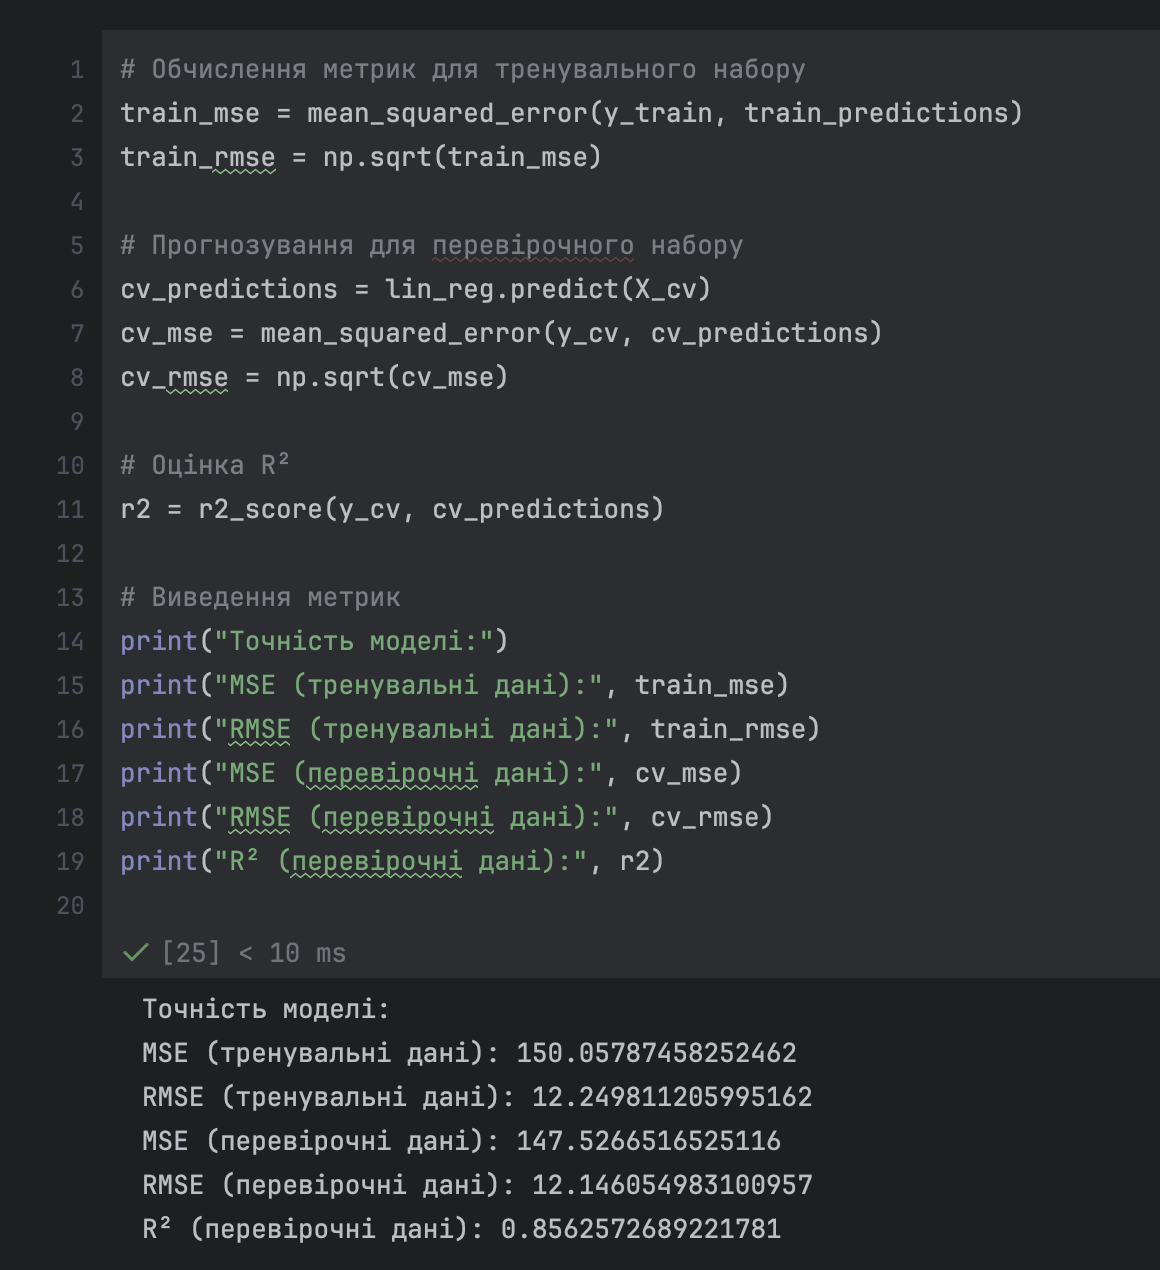 1 # Обчислення метрик для тренувального набору
2 train_mse = mean_squared_error(y_train, train_predictions)
3 train_rmse = np.sqrt(train_mse)
4
5 # Прогнозування для перевірочного набору
6 cv_predictions = lin_reg.predict(X_cv)
7 cv_mse = mean_squared_error(y_cv, cv_predictions)
8 cv_rmse = np.sqrt(cv_mse)
9
10 # Оцінка R²
11 r2 = r2_score(y_cv, cv_predictions)
12
13 # Виведення метрик
14 print("Точність моделі:")
15 print("MSE (тренувальні дані):", train_mse)
16 print("RMSE (тренувальні дані):", train_rmse)
17 print("MSE (перевірочні дані):", cv_mse)
18 print("RMSE (перевірочні дані):", cv_rmse)
19 print("R² (перевірочні дані):", r2)
20
[25] < 10 ms
Точність моделі:
MSE (тренувальні дані): 150.05787458252462
RMSE (тренувальні дані): 12.249811205995162
MSE (перевірочні дані): 147.5266516525116
RMSE (перевірочні дані): 12.146054983100957
R² (перевірочні дані): 0.8562572689221781